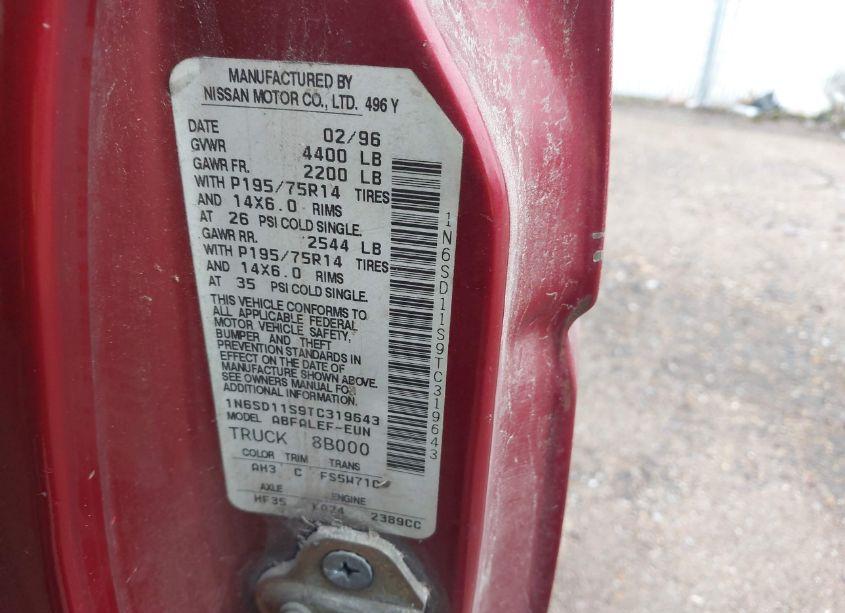 MANUFACTURED BY
NISSAN MOTOR CO., LTD. 496 Y
DATE 02/96
GVWR 4400 LB
GAWR FR. 2200 LB
WITH P195/75R14 TIRES
AND 14X6.0 RIMS
AT 26 PSI COLD SINGLE.
GAWR RR. 2544 LB
WITH P195/75R14 TIRES
AND 14X6.0 RIMS
AT 35 PSI COLD SINGLE.
THIS VEHICLE CONFORMS TO
ALL APPLICABLE FEDERAL
MOTOR VEHICLE SAFETY,
BUMPER AND THEFT
PREVENTION STANDARDS IN
EFFECT ON THE DATE OF
MANUFACTURE SHOWN ABOVE.
SEE OWNERS MANUAL FOR
ADDITIONAL INFORMATION.
1N6SD11S9TC319643
MODEL ABFALEF-EUN
TRUCK 8B000
COLOR TRIM TRANS
AH3 C FS5W71C
AXLE ENGINE
HF35 KA24 2389CC
1N6SD11S9TC319643